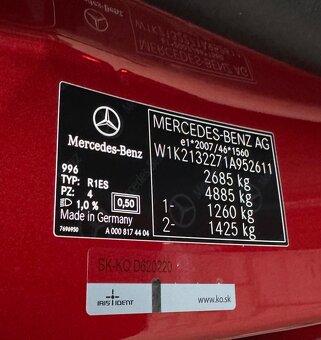 Mercedes-Benz
996
TYP: R1ES
PZ: 4
1,0 % 0,50
Made in Germany
7696950 A 000 817 44 04
MERCEDES-BENZ AG
e1*2007/46*1560
W1K2132271A952611
2685 kg
4885 kg
1- 1260 kg
2- 1425 kg
SK-KO D620220
IRIS IDENT
www.ko.sk